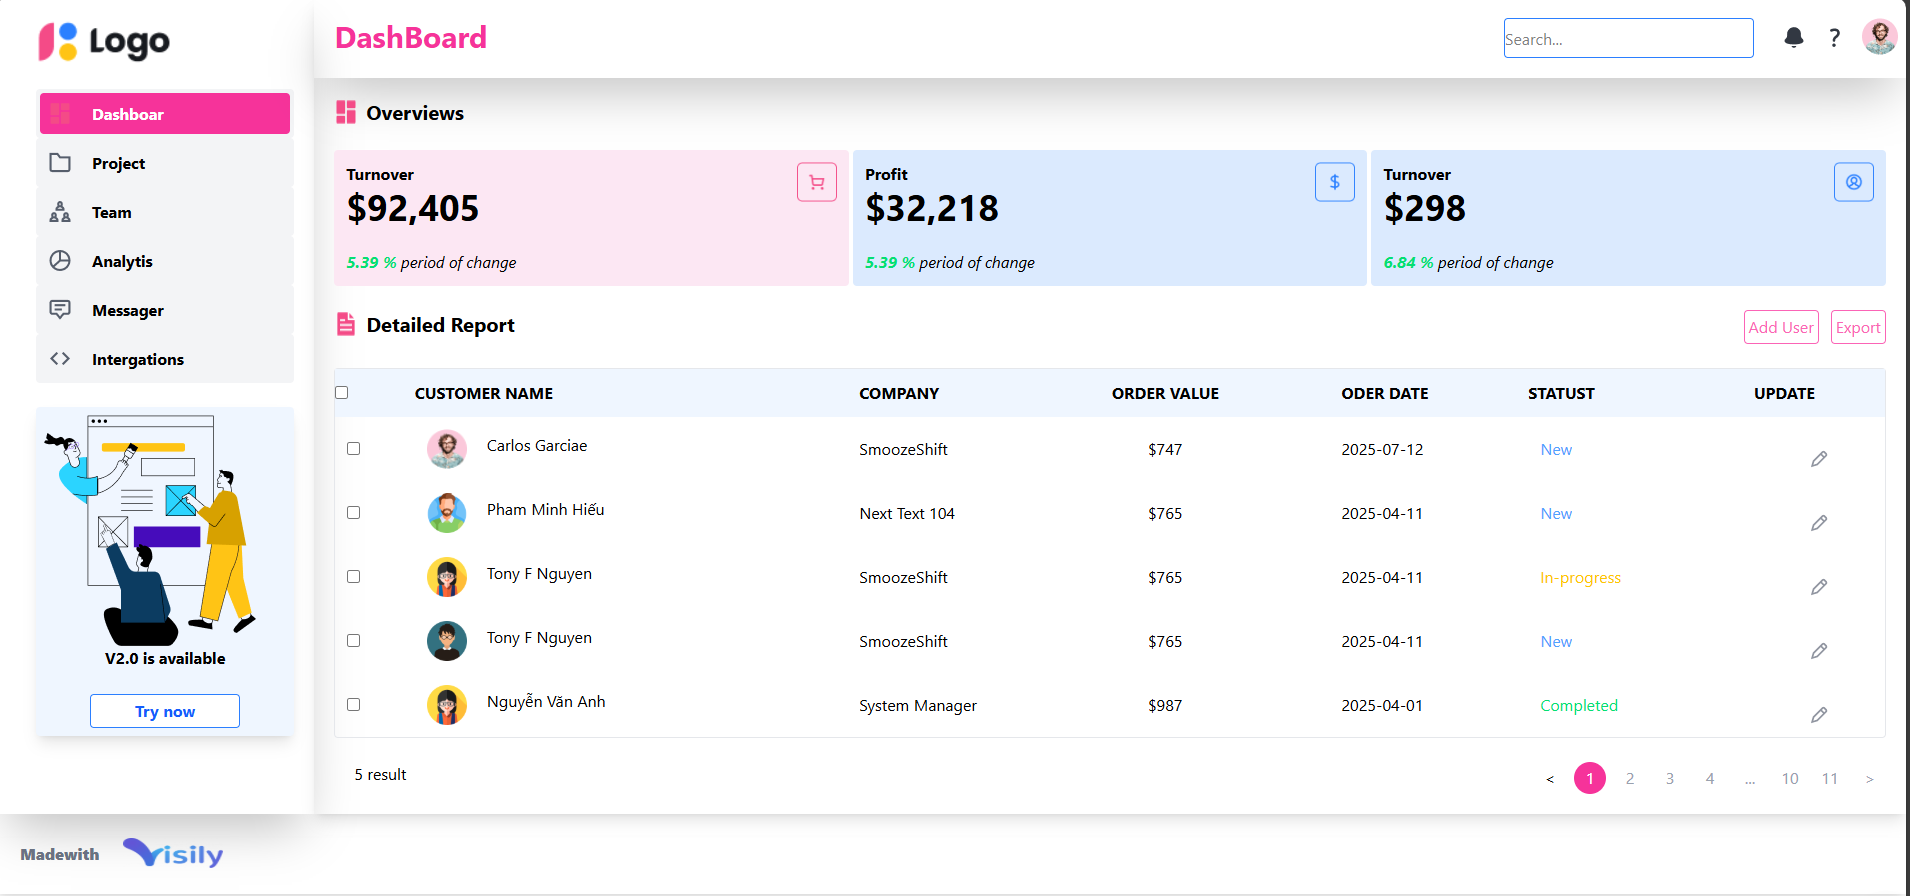 Logo
DashBoard
Search...
?
Dashboar
Project
Team
Analytis
Messager
Intergations
V2.0 is available
Try now
Overviews
Turnover
$92,405
5.39 % period of change
Profit
$
$32,218
5.39 % period of change
Turnover
$298
6.84 % period of change
Detailed Report
Add User Export
CUSTOMER NAME COMPANY ORDER VALUE ODER DATE STATUST UPDATE
Carlos Garciae SmoozeShift $747 2025-07-12 New
Pham Minh Hiếu Next Text 104 $765 2025-04-11 New
Tony F Nguyen SmoozeShift $765 2025-04-11 In-progress
Tony F Nguyen SmoozeShift $765 2025-04-11 New
Nguyễn Văn Anh System Manager $987 2025-04-01 Completed
5 result
< 1 2 3 4 ... 10 11 >
Madewith Visily